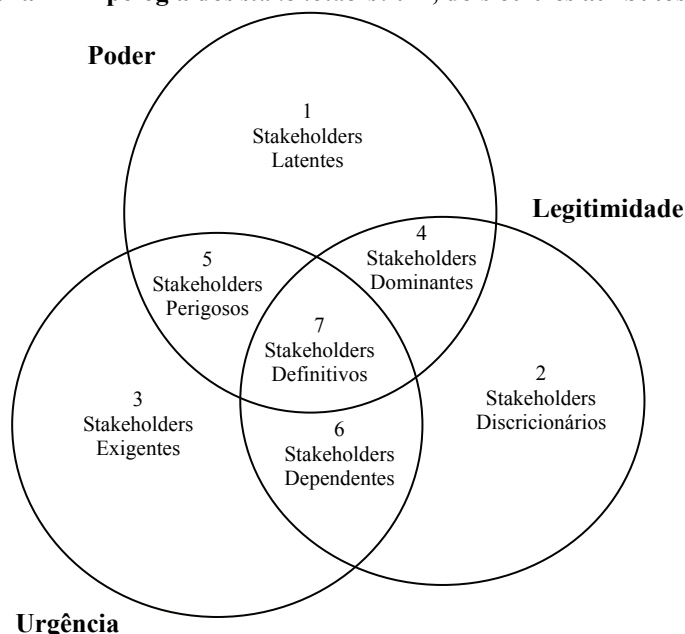 Poder
1
Stakeholders
Latentes
Legitimidade
4
Stakeholders
Dominantes
5
Stakeholders
Perigosos
7
Stakeholders
Definitivos
2
Stakeholders
Discricionários
3
Stakeholders
Exigentes
6
Stakeholders
Dependentes
Urgência